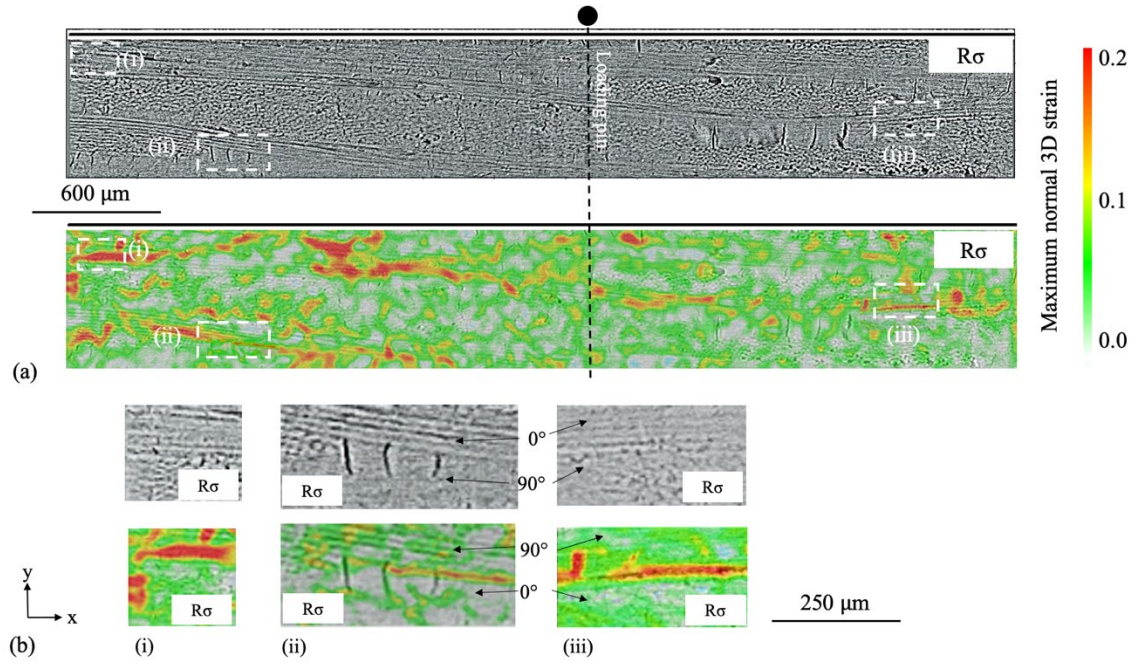 (i)
Rσ
Loading pin
(ii)
(iii)
600 µm
0.2
0.1
0.0
Maximum normal 3D strain
(i)
Rσ
(ii)
(iii)
(a)
0°
90°
Rσ
Rσ
Rσ
90°
0°
Rσ
Rσ
Rσ
y
x
250 µm
(b)
(i)
(ii)
(iii)